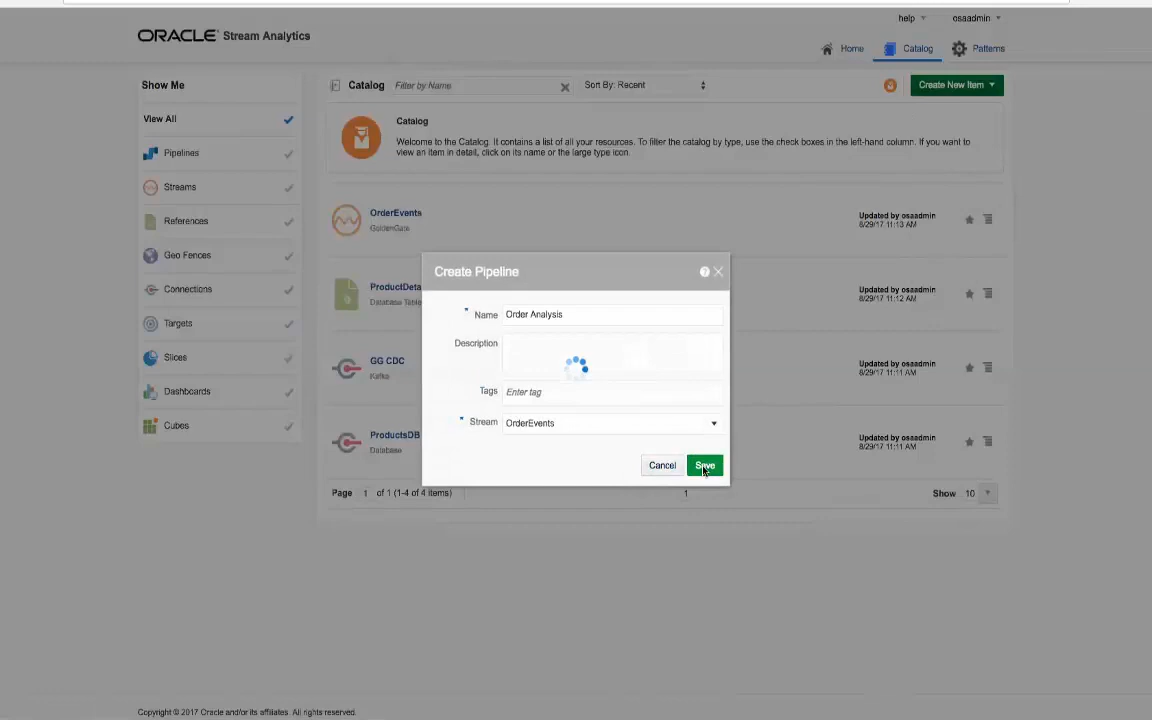 help
osaadmin
ORACLE Stream Analytics
Home
Catalog
Patterns
Show Me
View All
Pipelines
Streams
References
Geo Fences
Connections
Targets
Slices
Dashboards
Cubes
Catalog
Filter by Name
Sort By: Recent
Create New Item
Catalog
Welcome to the Catalog. It contains a list of all your resources. To filter the catalog by type, use the check boxes in the left-hand column. If you want to
view an item in detail, click on its name or the large type icon.
OrderEvents
GoldenGate
Updated by osaadmin
8/29/17 11:13 AM
ProductDeta
Database Table
Updated by osaadmin
8/29/17 11:12 AM
GG CDC
Kafka
Updated by osaadmin
8/29/17 11:11 AM
ProductsDB
Database
Updated by osaadmin
8/29/17 11:11 AM
Page 1 of 1 (1-4 of 4 items)
1
Show 10
Create Pipeline
* Name Order Analysis
Description
Tags Enter tag
* Stream OrderEvents
Cancel
Save
Copyright © 2017 Oracle and/or its affiliates. All rights reserved.